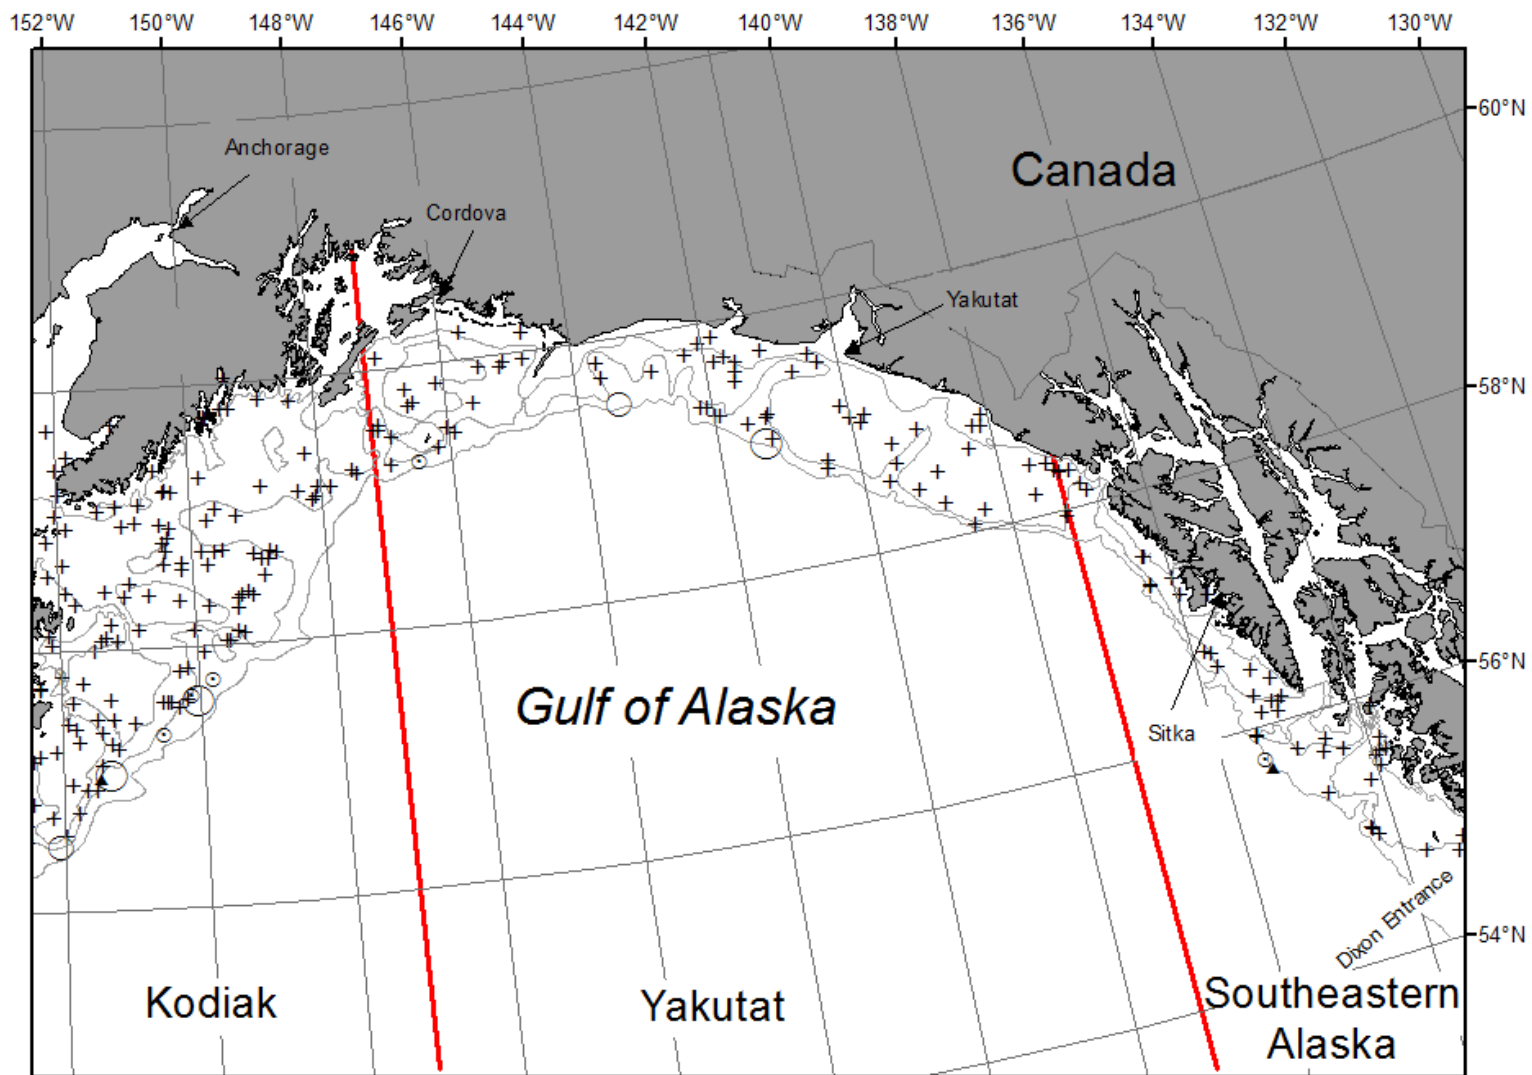 152°W 150°W 148°W 146°W 144°W 142°W 140°W 138°W 136°W 134°W 132°W 130°W
60°N
Anchorage
Canada
Cordova
Yakutat
58°N
56°N
Gulf of Alaska
Sitka
54°N
Dixon Entrance
Kodiak
Yakutat
Southeastern
Alaska